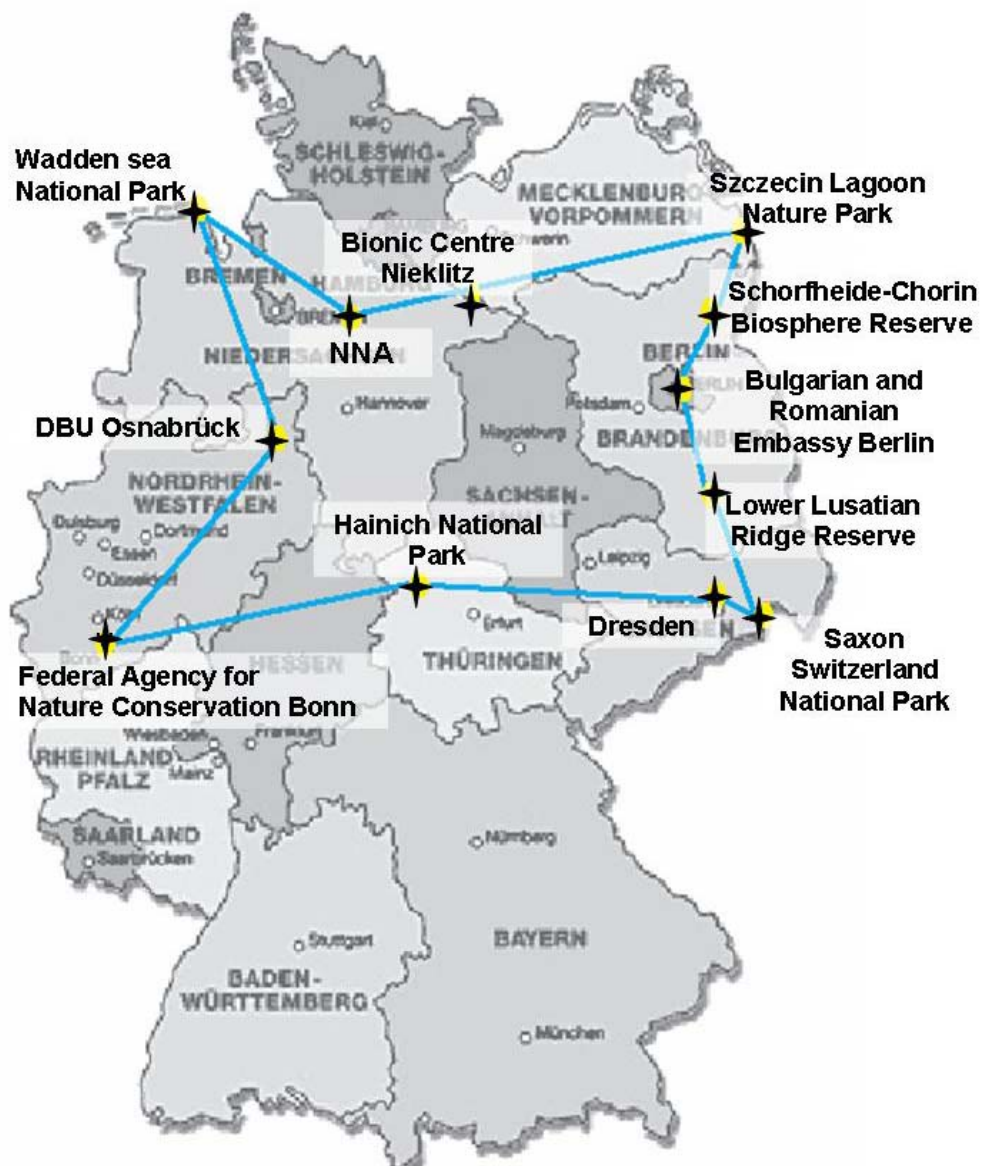 Kiel
SCHLESWIG-
HOLSTEIN
Wadden sea
National Park
MECKLENBURG
VORPOMMERN
Szczecin Lagoon
Nature Park
Bionic Centre
Nieklitz
HAMBURG
BREMEN
Schorfheide-Chorin
Biosphere Reserve
NNA
NIEDERSACHSEN
BERLIN
BERLIN
Potsdam
Hannover
Bulgarian and
Romanian
Embassy Berlin
BRANDENBURG
DBU Osnabrück
Magdeburg
NORDRHEIN-
WESTFALEN
SACHSEN-
ANHALT
Lower Lusatian
Ridge Reserve
Hainich National
Park
Duisburg
Dortmund
Essen
Düsseldorf
Leipzig
Köln
Erfurt
Dresden
THÜRINGEN
HESSEN
Saxon
Switzerland
National Park
Bonn
Federal Agency for
Nature Conservation Bonn
Wiesbaden
Frankfurt
Mainz
RHEINLAND
PFALZ
SAARLAND
Saarbrücken
Nürnberg
Stuttgart
BAYERN
BADEN-
WÜRTTEMBERG
München